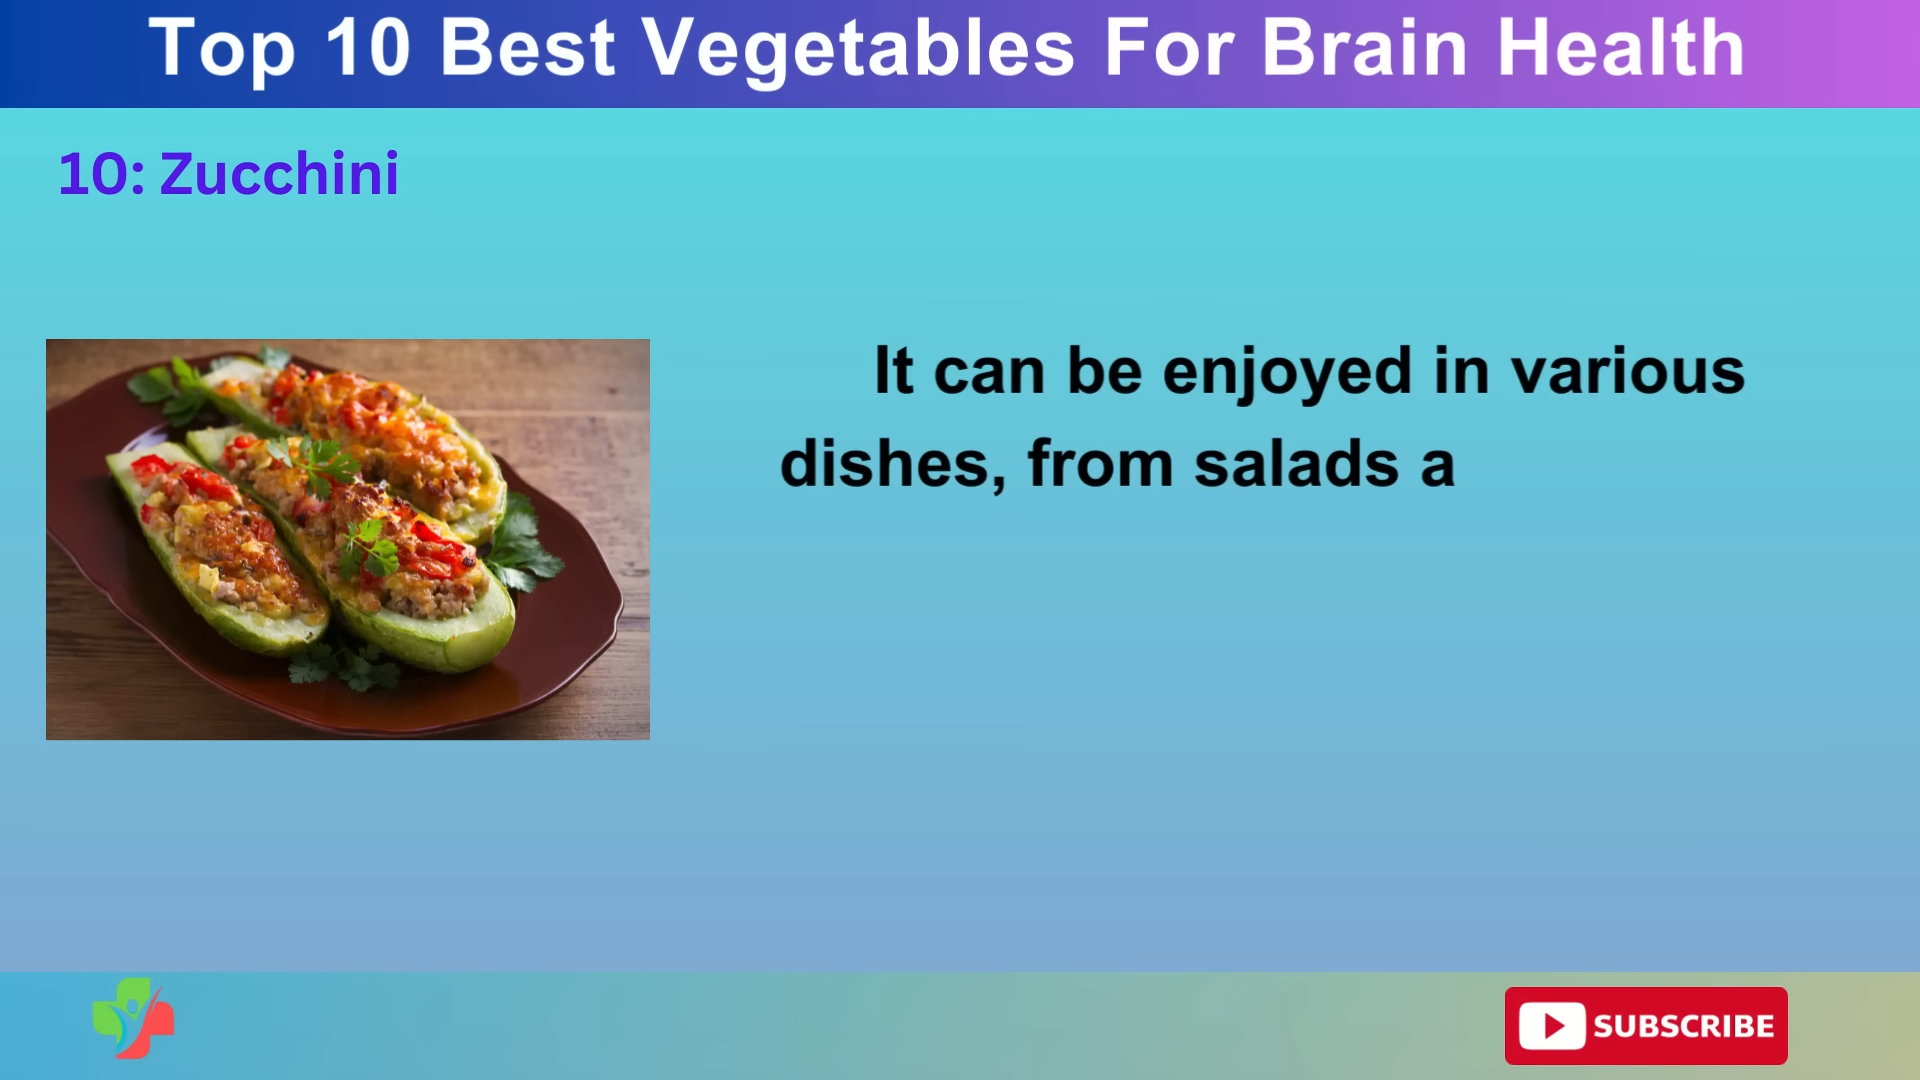 Top 10 Best Vegetables For Brain Health
10: Zucchini
It can be enjoyed in various
dishes, from salads a
SUBSCRIBE